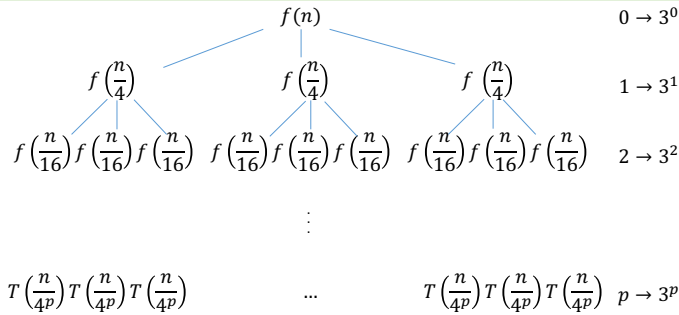 f(n) 0 → 3^0
f(n/4) f(n/4) f(n/4) 1 → 3^1
f(n/16) f(n/16) f(n/16) f(n/16) f(n/16) f(n/16) f(n/16) f(n/16) f(n/16) 2 → 3^2
⋮
T(n/4^p) T(n/4^p) T(n/4^p) ... T(n/4^p) T(n/4^p) T(n/4^p) p → 3^p